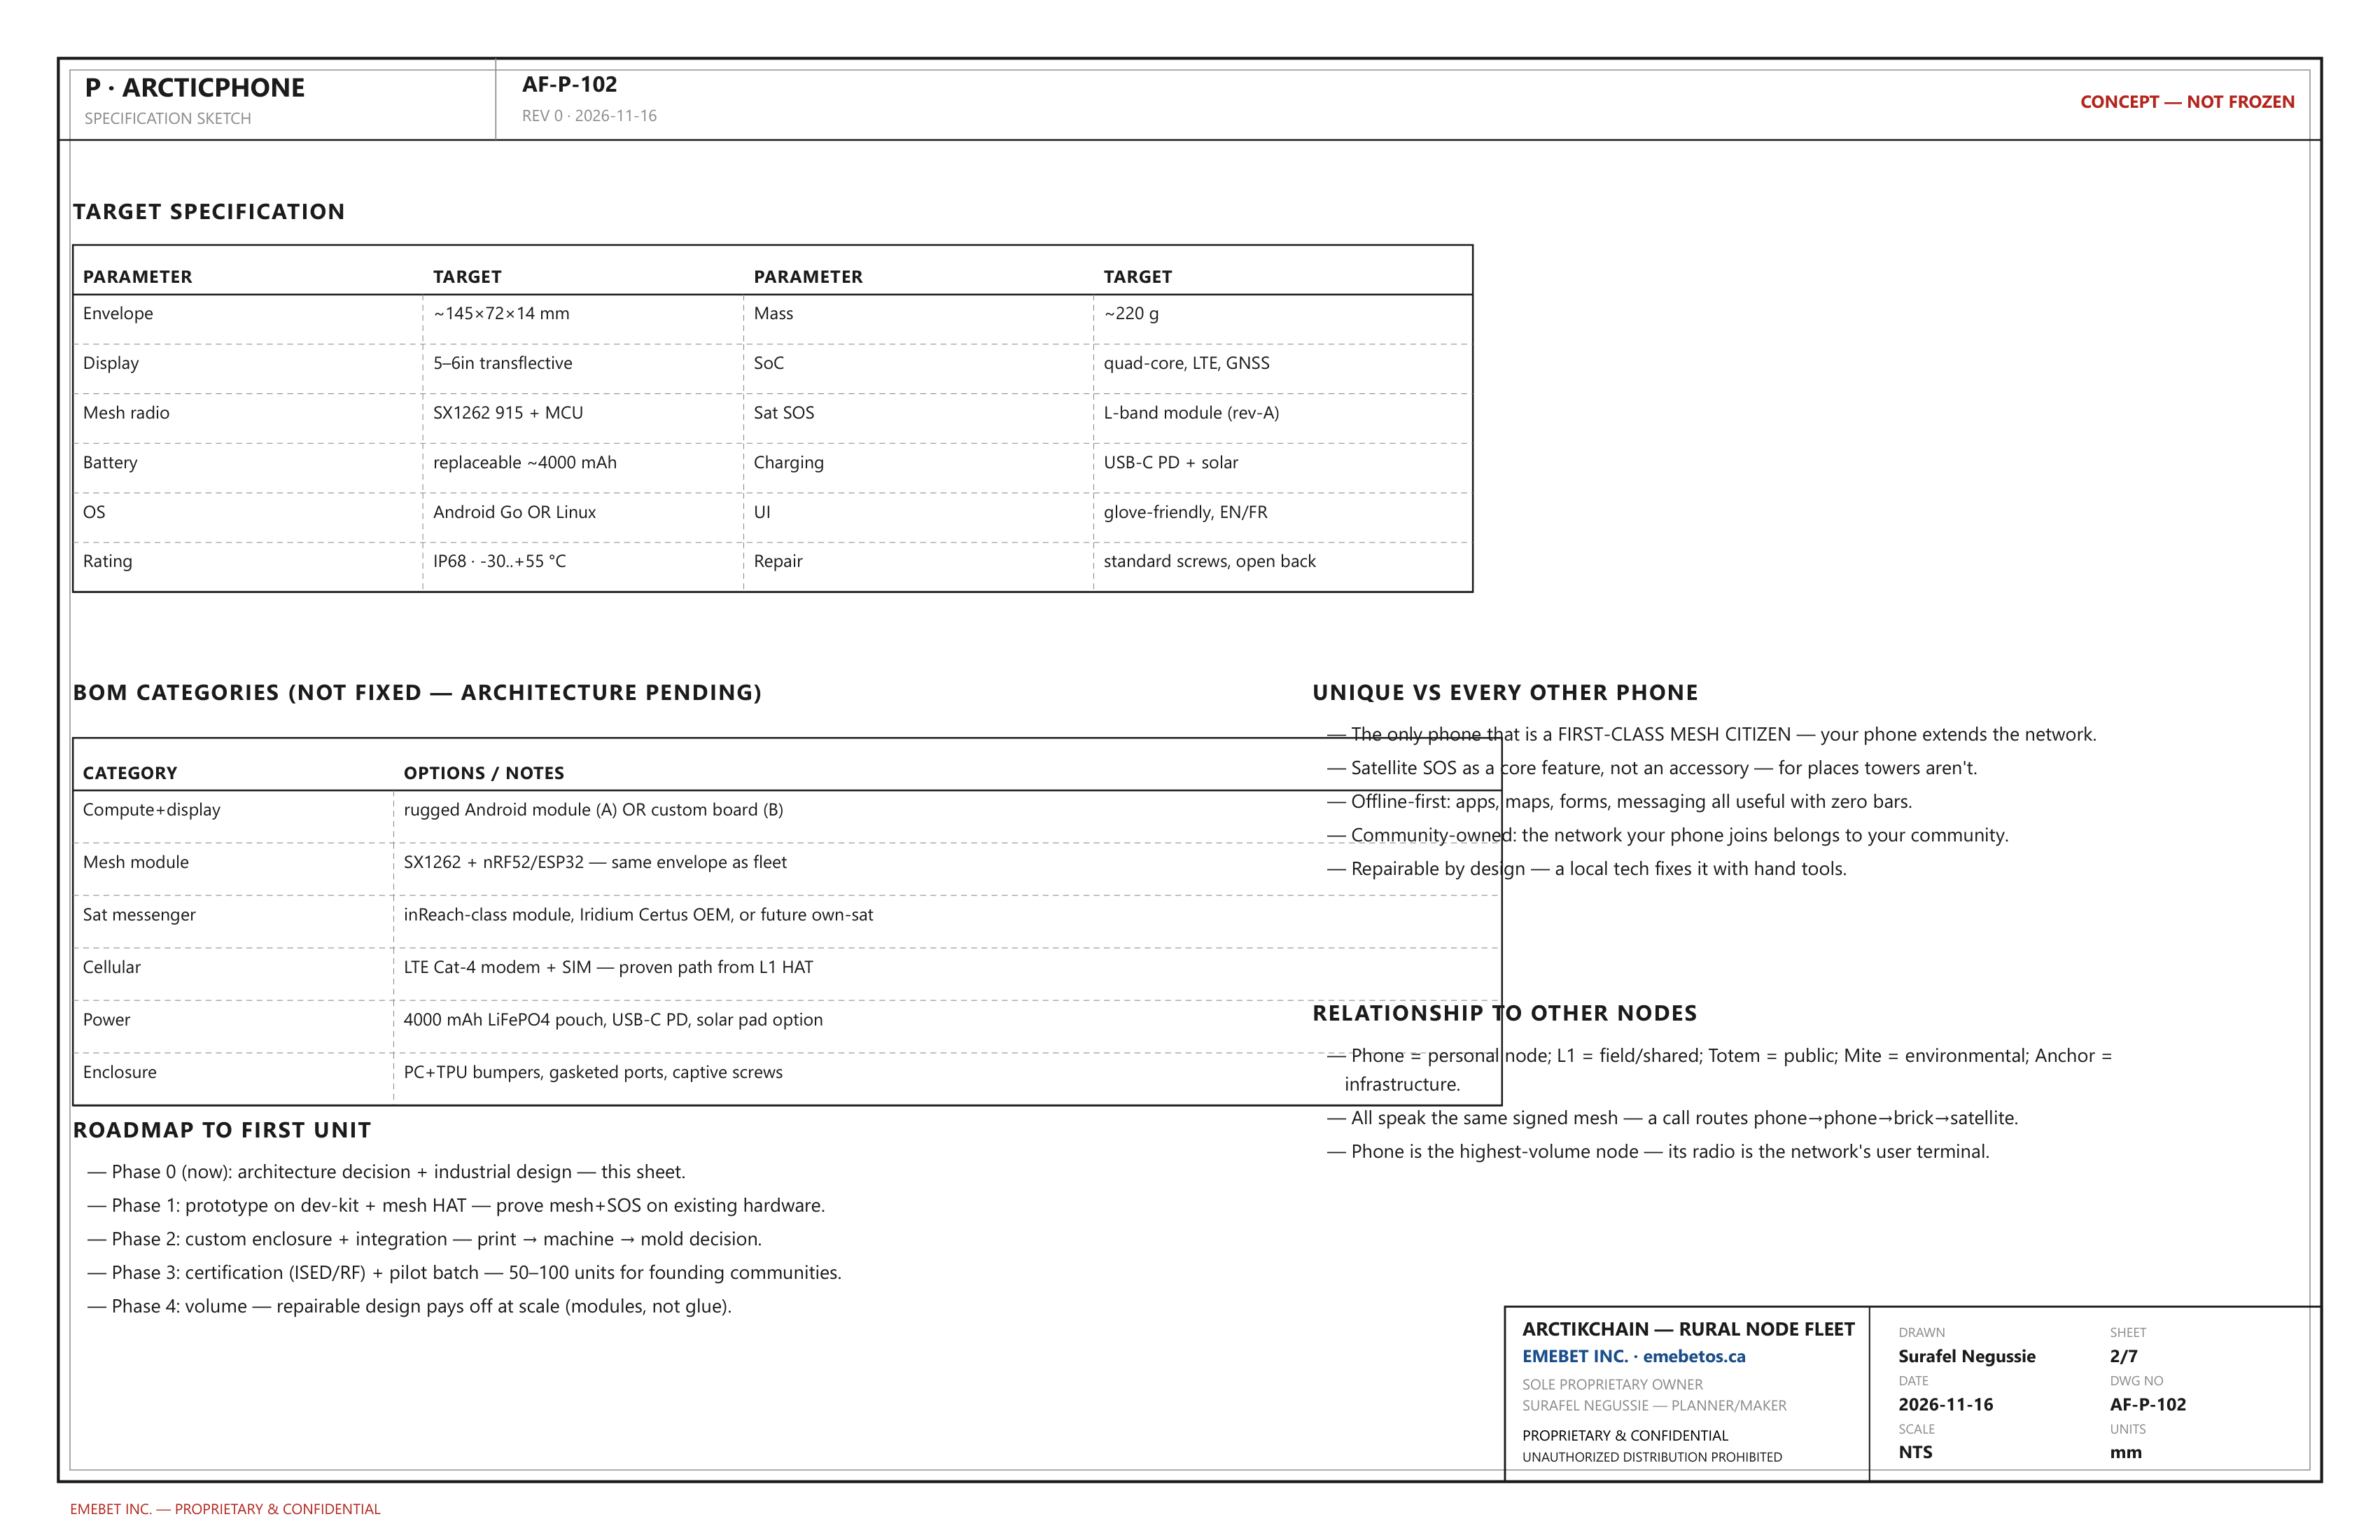 P · ARCTICPHONE
SPECIFICATION SKETCH
AF-P-102
REV 0 · 2026-11-16
CONCEPT — NOT FROZEN
TARGET SPECIFICATION
PARAMETER TARGET PARAMETER TARGET
Envelope ~145×72×14 mm Mass ~220 g
Display 5–6in transflective SoC quad-core, LTE, GNSS
Mesh radio SX1262 915 + MCU Sat SOS L-band module (rev-A)
Battery replaceable ~4000 mAh Charging USB-C PD + solar
OS Android Go OR Linux UI glove-friendly, EN/FR
Rating IP68 · -30..+55 °C Repair standard screws, open back
BOM CATEGORIES (NOT FIXED — ARCHITECTURE PENDING)
CATEGORY OPTIONS / NOTES
Compute+display rugged Android module (A) OR custom board (B)
Mesh module SX1262 + nRF52/ESP32 — same envelope as fleet
Sat messenger inReach-class module, Iridium Certus OEM, or future own-sat
Cellular LTE Cat-4 modem + SIM — proven path from L1 HAT
Power 4000 mAh LiFePO4 pouch, USB-C PD, solar pad option
Enclosure PC+TPU bumpers, gasketed ports, captive screws
UNIQUE VS EVERY OTHER PHONE
— The only phone that is a FIRST-CLASS MESH CITIZEN — your phone extends the network.
— Satellite SOS as a core feature, not an accessory — for places towers aren't.
— Offline-first: apps, maps, forms, messaging all useful with zero bars.
— Community-owned: the network your phone joins belongs to your community.
— Repairable by design — a local tech fixes it with hand tools.
RELATIONSHIP TO OTHER NODES
— Phone = personal node; L1 = field/shared; Totem = public; Mite = environmental; Anchor =
infrastructure.
— All speak the same signed mesh — a call routes phone→phone→brick→satellite.
— Phone is the highest-volume node — its radio is the network's user terminal.
ROADMAP TO FIRST UNIT
— Phase 0 (now): architecture decision + industrial design — this sheet.
— Phase 1: prototype on dev-kit + mesh HAT — prove mesh+SOS on existing hardware.
— Phase 2: custom enclosure + integration — print → machine → mold decision.
— Phase 3: certification (ISED/RF) + pilot batch — 50–100 units for founding communities.
— Phase 4: volume — repairable design pays off at scale (modules, not glue).
ARCTIKCHAIN — RURAL NODE FLEET
EMEBET INC. · emebetos.ca
SOLE PROPRIETARY OWNER
SURAFEL NEGUSSIE — PLANNER/MAKER
PROPRIETARY & CONFIDENTIAL
UNAUTHORIZED DISTRIBUTION PROHIBITED
DRAWN SHEET
Surafel Negussie 2/7
DATE DWG NO
2026-11-16 AF-P-102
SCALE UNITS
NTS mm
EMEBET INC. — PROPRIETARY & CONFIDENTIAL